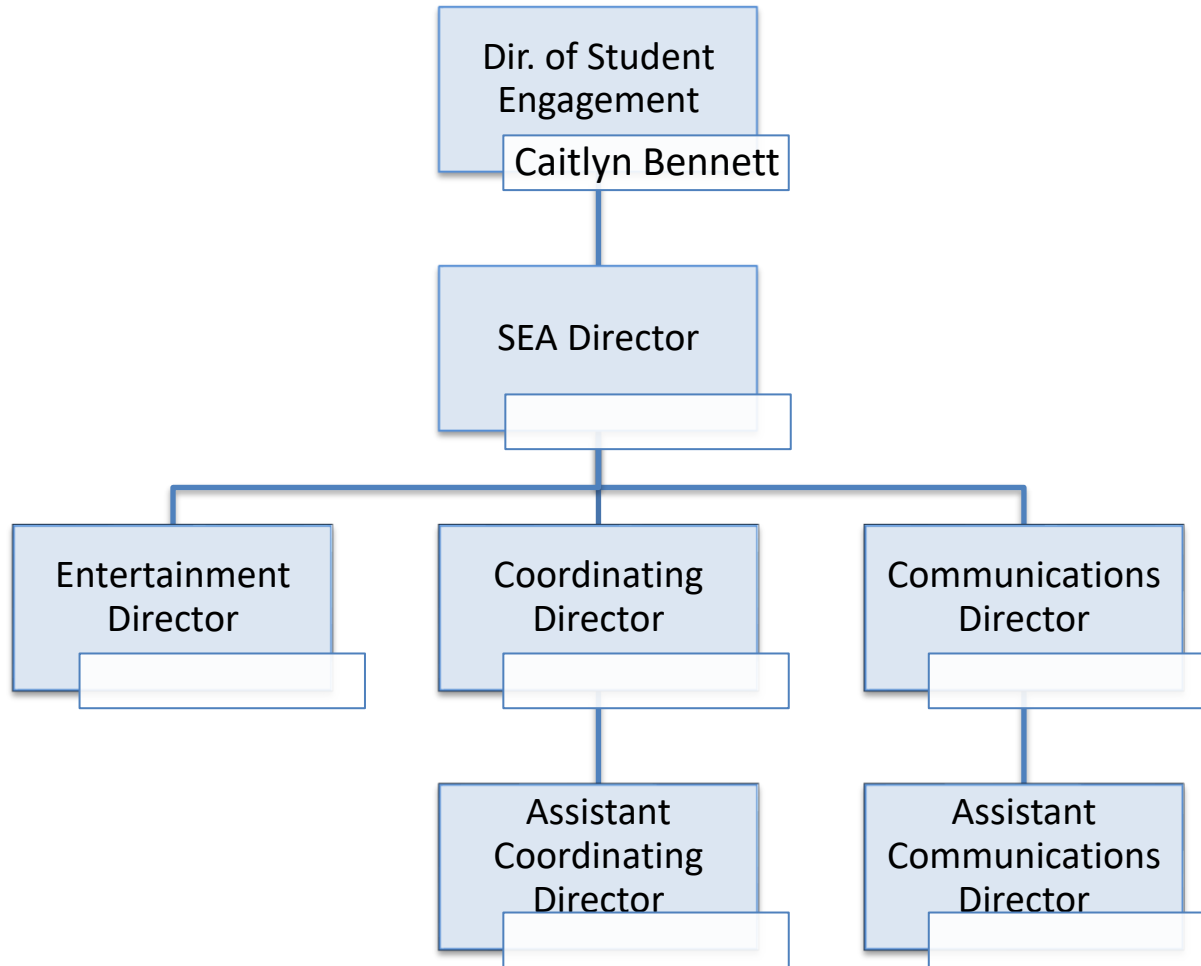 Dir. of Student
Engagement
Caitlyn Bennett
SEA Director
Entertainment
Director
Coordinating
Director
Communications
Director
Assistant
Coordinating
Director
Assistant
Communications
Director